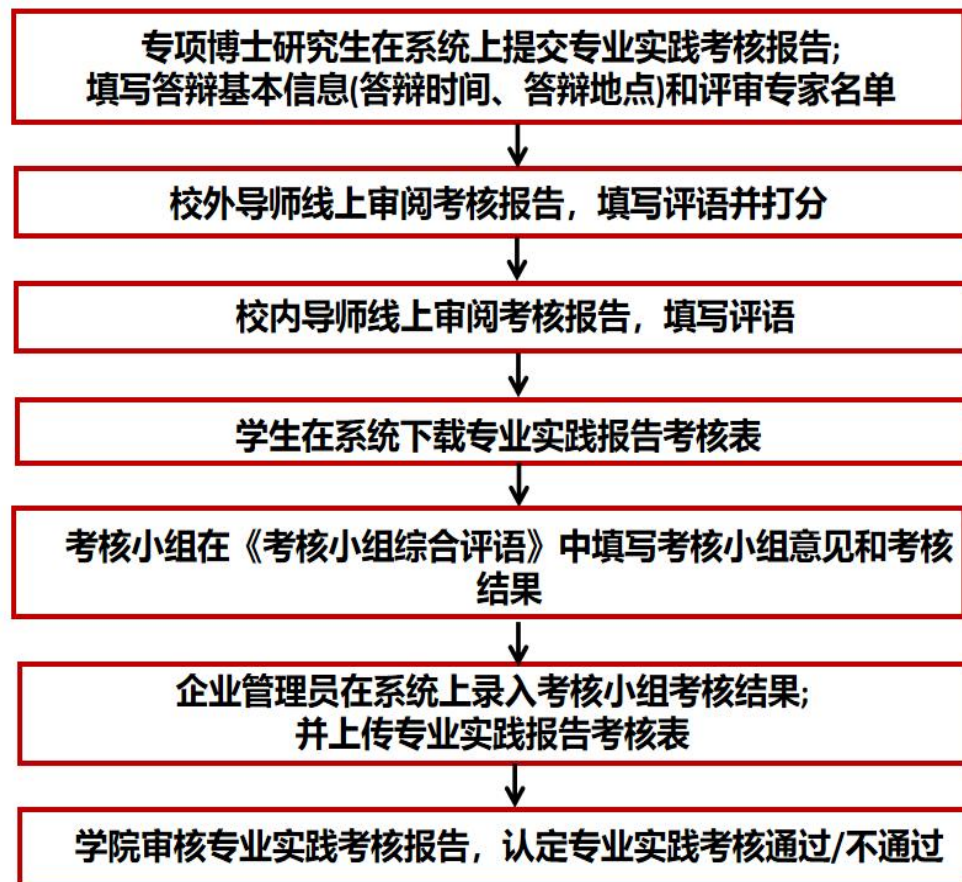 专项博士研究生在系统上提交专业实践考核报告;
填写答辩基本信息(答辩时间、答辩地点)和评审专家名单
校外导师线上审阅考核报告，填写评语并打分
校内导师线上审阅考核报告，填写评语
学生在系统下载专业实践报告考核表
考核小组在《考核小组综合评语》中填写考核小组意见和考核
结果
企业管理员在系统上录入考核小组考核结果;
并上传专业实践报告考核表
学院审核专业实践考核报告，认定专业实践考核通过/不通过